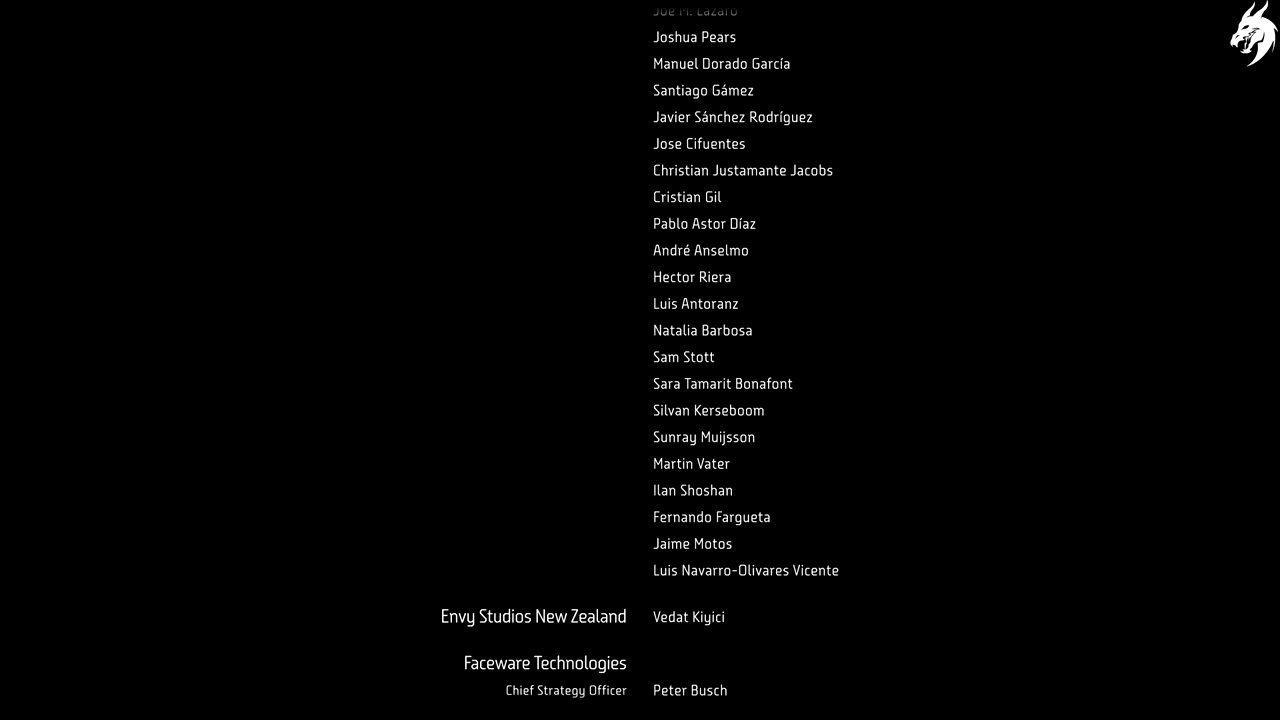 Joe M. Lazaro
Joshua Pears
Manuel Dorado García
Santiago Gámez
Javier Sánchez Rodríguez
Jose Cifuentes
Christian Justamante Jacobs
Cristian Gil
Pablo Astor Díaz
André Anselmo
Hector Riera
Luis Antoranz
Natalia Barbosa
Sam Stott
Sara Tamarit Bonafont
Silvan Kerseboom
Sunray Muijsson
Martin Vater
Ilan Shoshan
Fernando Fargueta
Jaime Motos
Luis Navarro-Olivares Vicente
Envy Studios New Zealand Vedat Kiyici
Faceware Technologies
Chief Strategy Officer Peter Busch